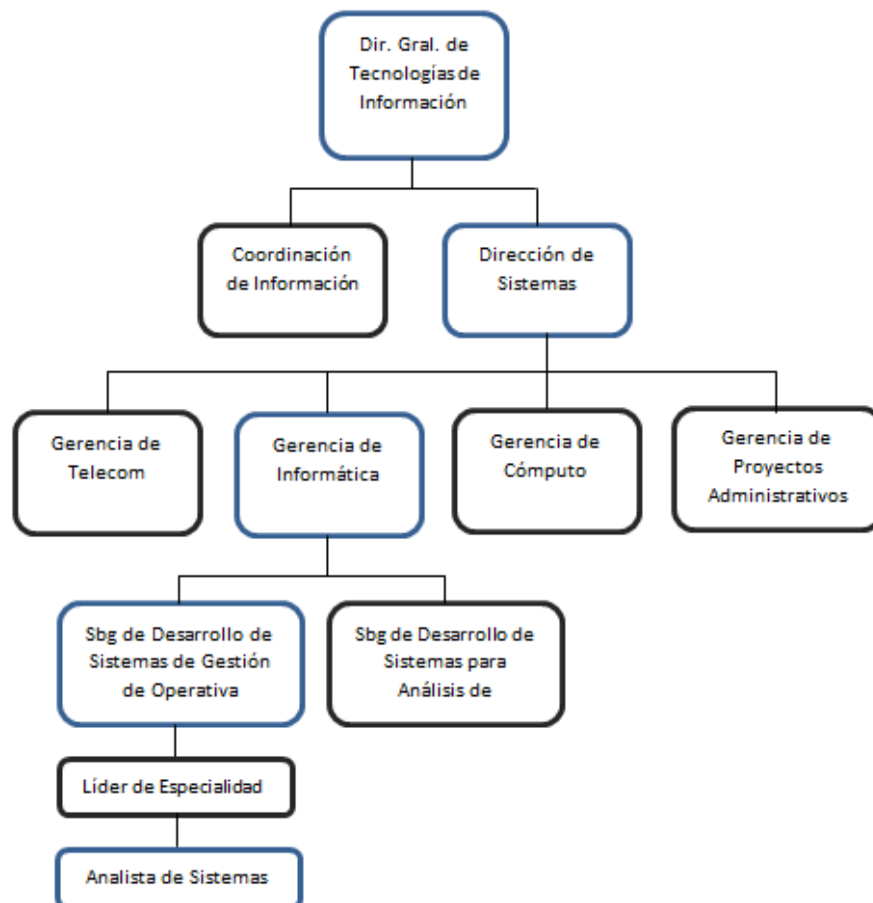 Dir. Gral. de
Tecnologías de
Información
Coordinación
de Información
Dirección de
Sistemas
Gerencia de
Telecom
Gerencia de
Informática
Gerencia de
Cómputo
Gerencia de
Proyectos
Administrativos
Sbg de Desarrollo de
Sistemas de Gestión
de Operativa
Sbg de Desarrollo de
Sistemas para
Análisis de
Líder de Especialidad
Analista de Sistemas